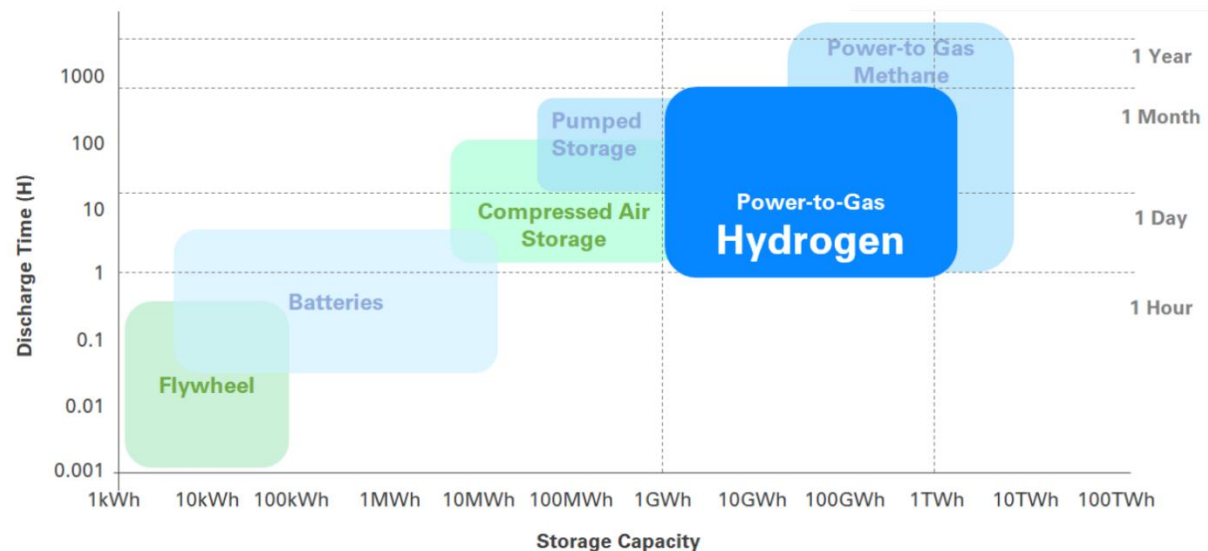 Power-to Gas
Methane
1 Year
1000
1 Month
Pumped
Storage
100
Power-to-Gas
Hydrogen
10
Compressed Air
Storage
1 Day
1
Batteries
1 Hour
0.1
Flywheel
0.01
0.001
Discharge Time (H)
1kWh 10kWh 100kWh 1MWh 10MWh 100MWh 1GWh 10GWh 100GWh 1TWh 10TWh 100TWh
Storage Capacity